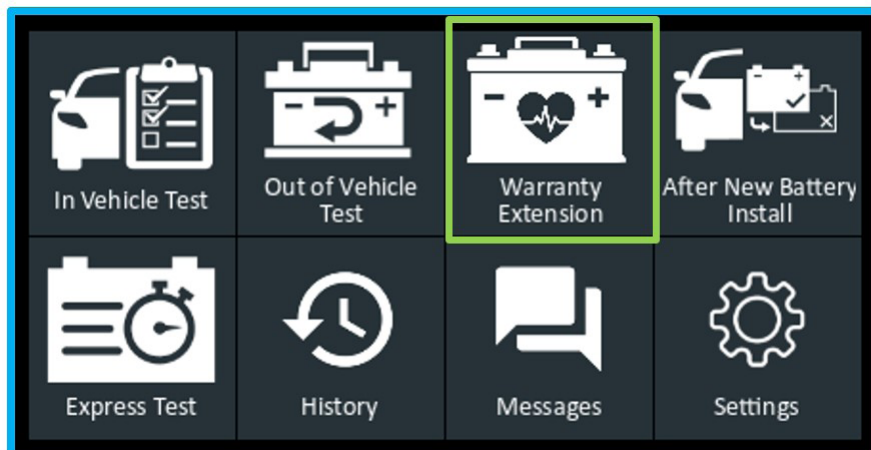 In Vehicle Test
Out of Vehicle
Test
Warranty
Extension
After New Battery
Install
Express Test
History
Messages
Settings